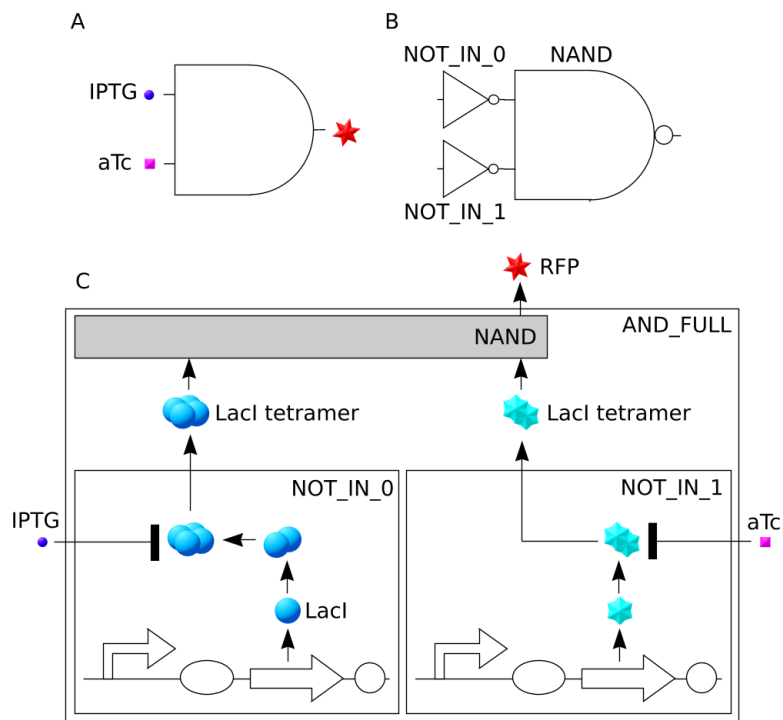 A
IPTG
aTc
B
NOT_IN_0
NAND
NOT_IN_1
C
RFP
AND_FULL
NAND
LacI tetramer
LacI tetramer
NOT_IN_0
NOT_IN_1
IPTG
aTc
LacI